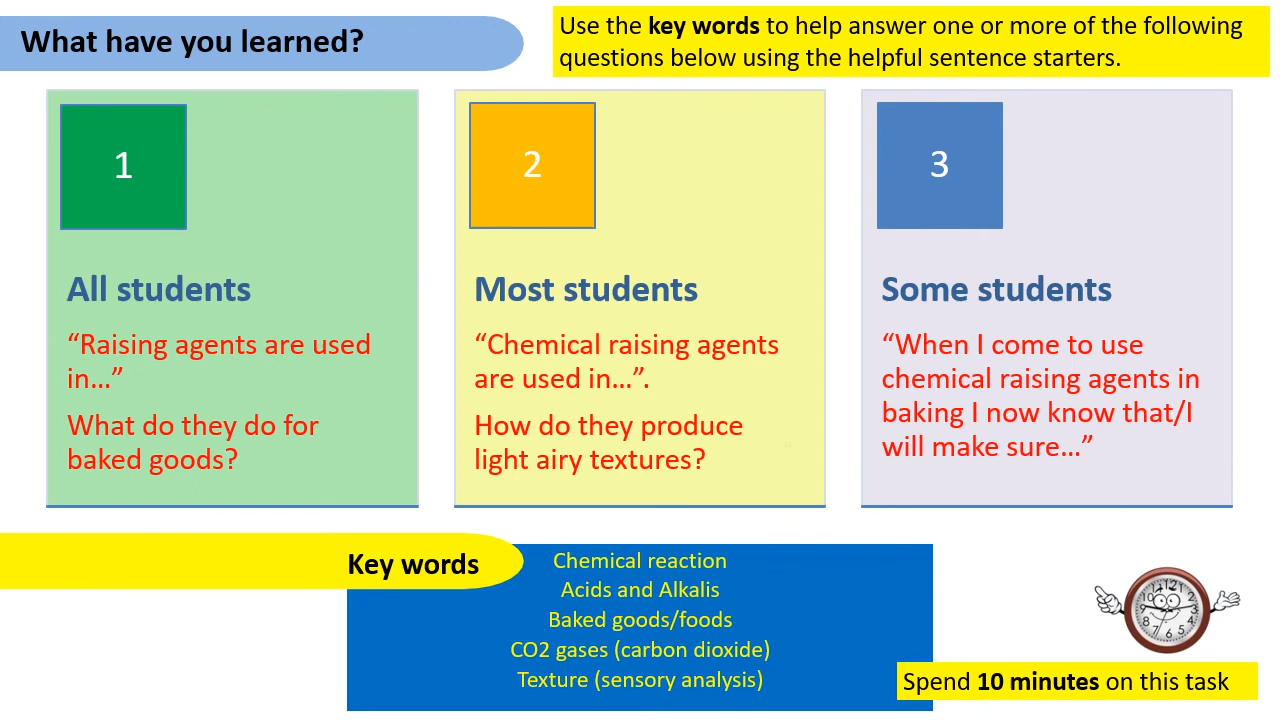 What have you learned?
Use the key words to help answer one or more of the following
questions below using the helpful sentence starters.
1
All students
“Raising agents are used
in…”
What do they do for
baked goods?
2
Most students
“Chemical raising agents
are used in…”.
How do they produce
light airy textures?
3
Some students
“When I come to use
chemical raising agents in
baking I now know that/I
will make sure…”
Key words
Chemical reaction
Acids and Alkalis
Baked goods/foods
CO2 gases (carbon dioxide)
Texture (sensory analysis)
Spend 10 minutes on this task